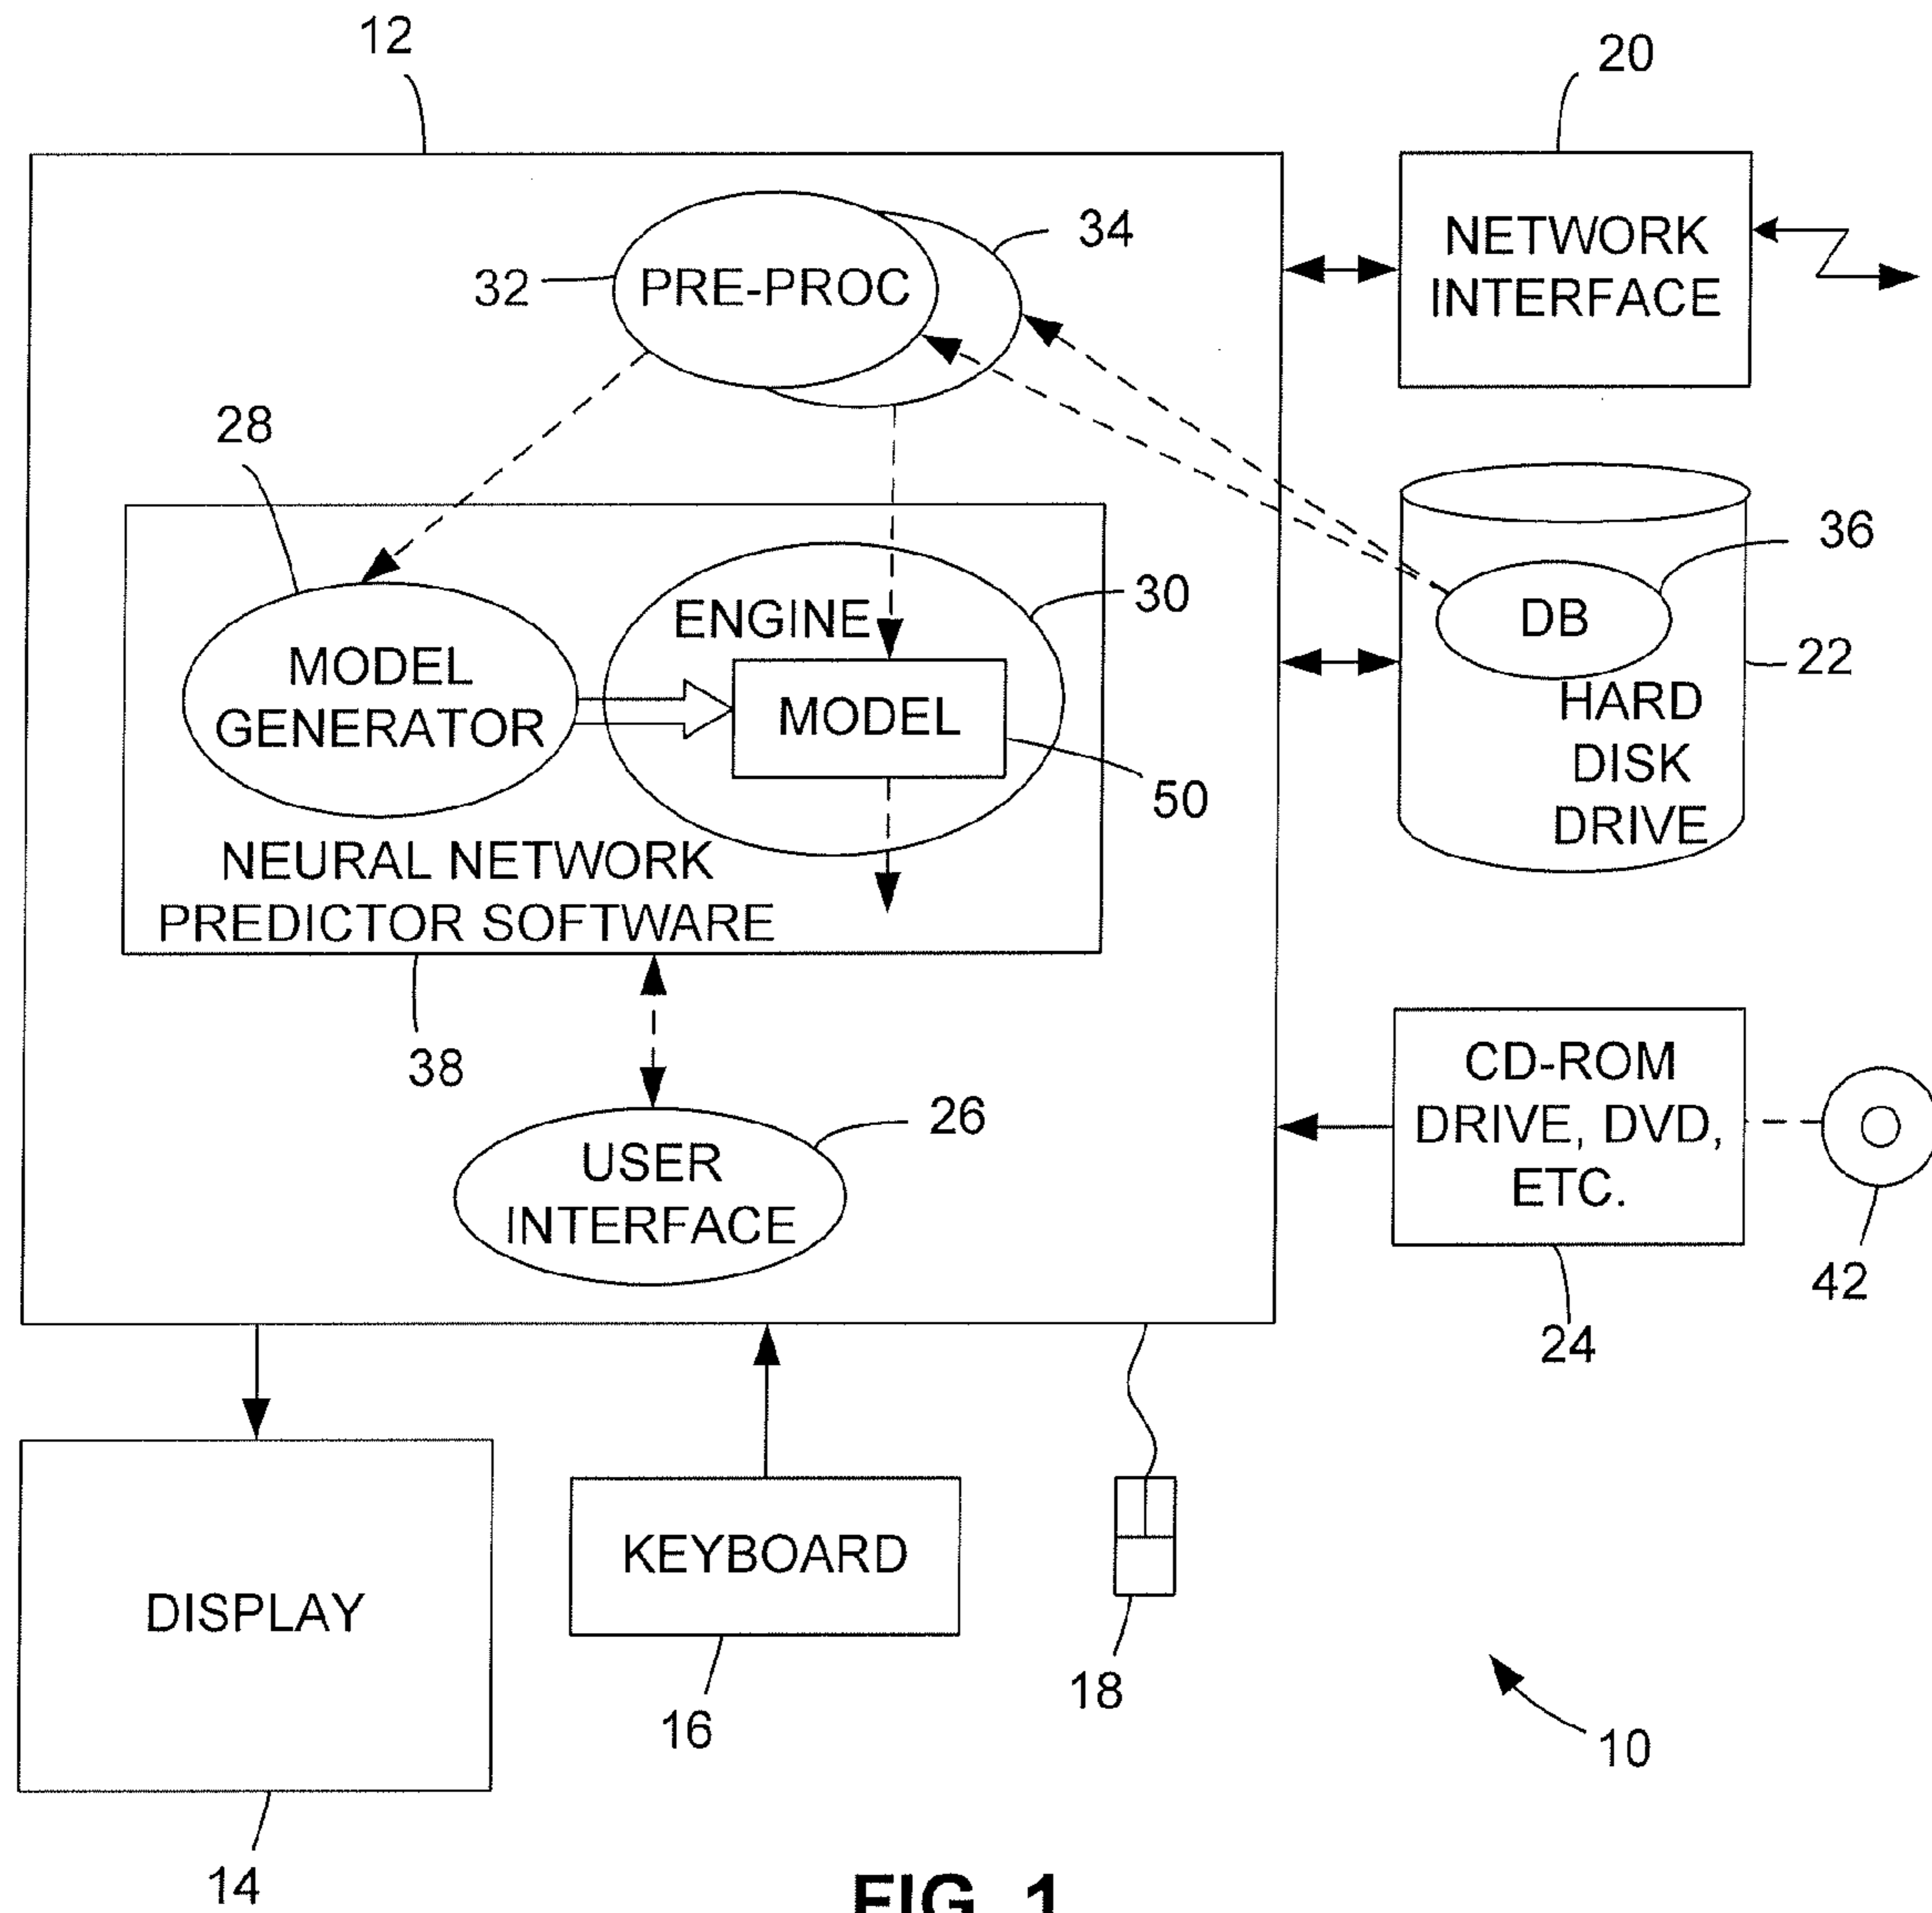 12
20
NETWORK
INTERFACE
34
32
PRE-PROC
28
36
30
ENGINE
DB
22
MODEL
GENERATOR
MODEL
HARD
DISK
DRIVE
50
NEURAL NETWORK
PREDICTOR SOFTWARE
38
CD-ROM
DRIVE, DVD,
ETC.
26
USER
INTERFACE
42
24
KEYBOARD
DISPLAY
18
16
10
14
FIG. 1